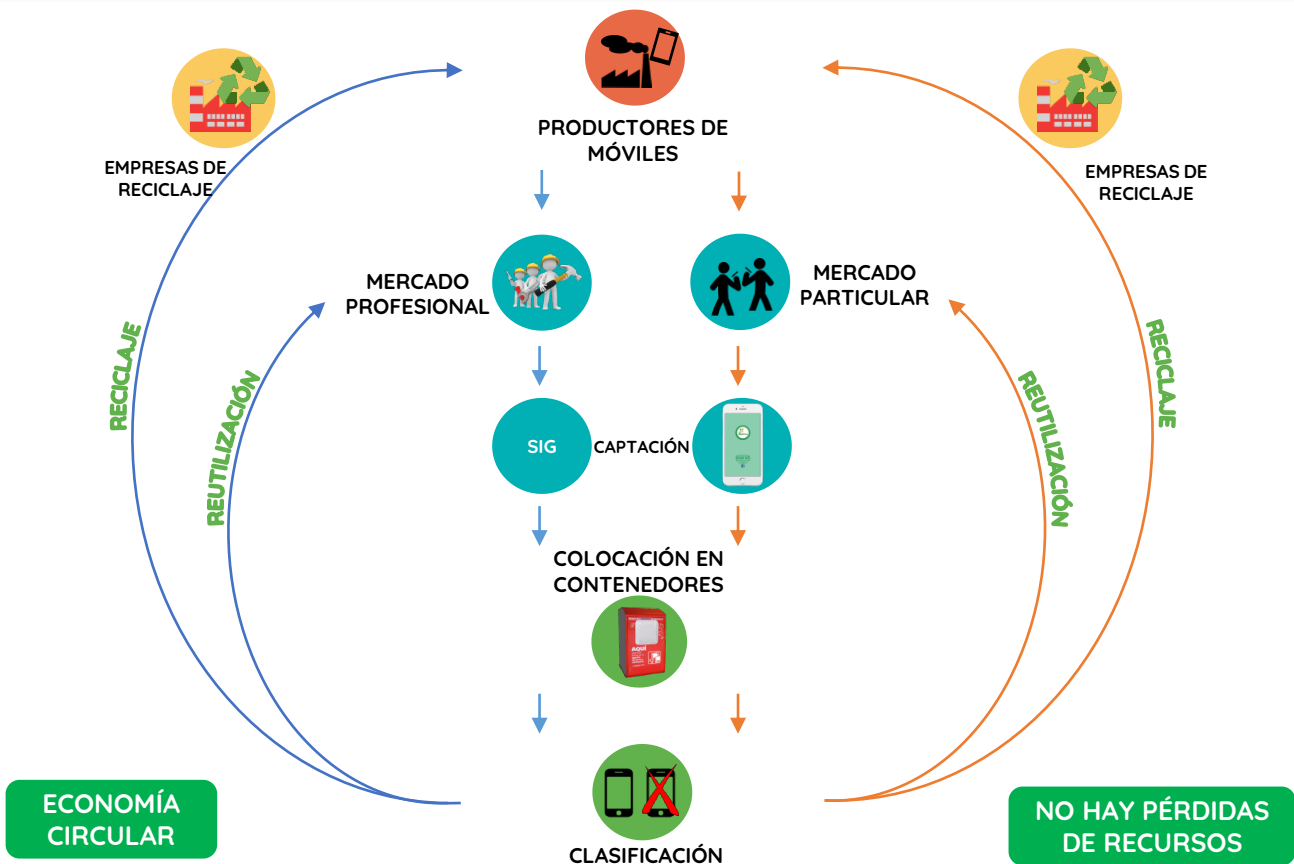 PRODUCTORES DE
MÓVILES
EMPRESAS DE
RECICLAJE
EMPRESAS DE
RECICLAJE
MERCADO
PROFESIONAL
MERCADO
PARTICULAR
RECICLAJE
REUTILIZACIÓN
REUTILIZACIÓN
RECICLAJE
SIG
CAPTACIÓN
COLOCACIÓN EN
CONTENEDORES
AQUÍ
ECONOMÍA
CIRCULAR
NO HAY PÉRDIDAS
DE RECURSOS
CLASIFICACIÓN